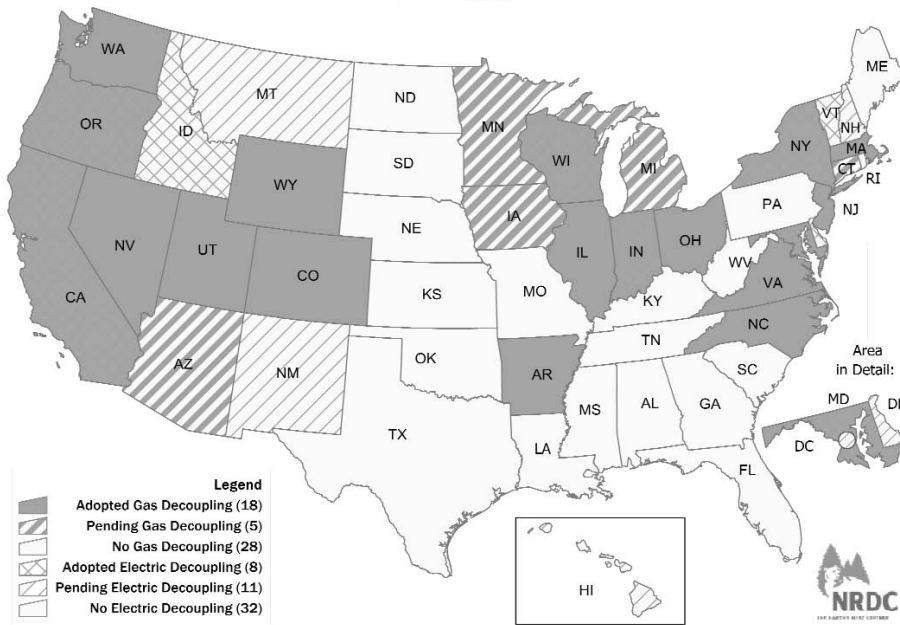 WA
OR
CA
NV
ID
MT
WY
UT
CO
AZ
NM
ND
SD
NE
KS
OK
TX
MN
IA
MO
AR
LA
WI
IL
MI
IN
OH
KY
TN
MS
AL
GA
FL
SC
NC
VA
WV
PA
NY
VT
NH
ME
MA
CT
RI
NJ
Area
in Detail:
MD
DC
HI
Legend
Adopted Gas Decoupling (18)
Pending Gas Decoupling (5)
No Gas Decoupling (28)
Adopted Electric Decoupling (8)
Pending Electric Decoupling (11)
No Electric Decoupling (32)
NRDC
THE EARTH'S BEST DEFENSE